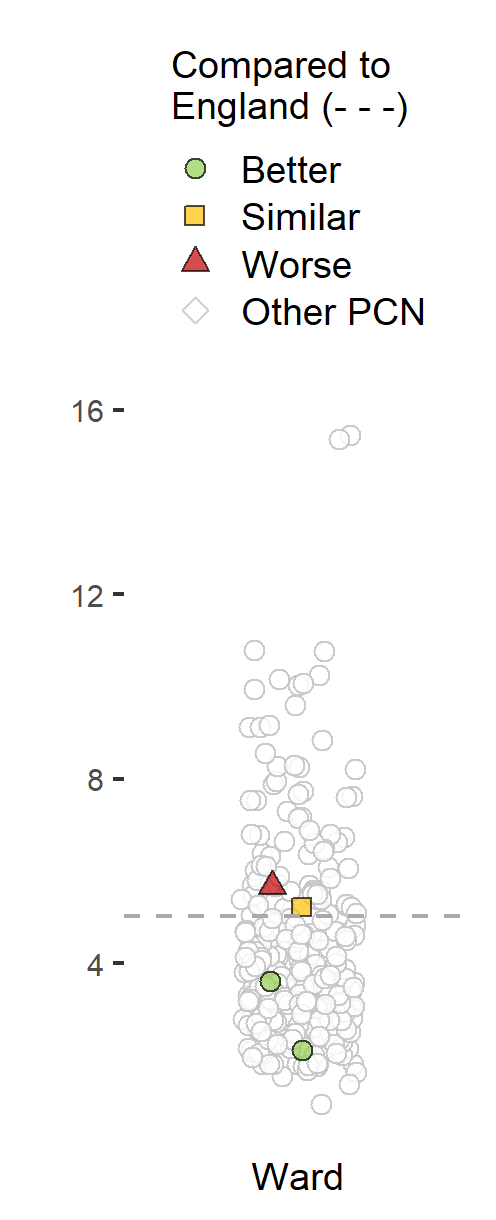 Compared to
England (- - -)
Better
Similar
Worse
Other PCN
16
12
8
4
Ward